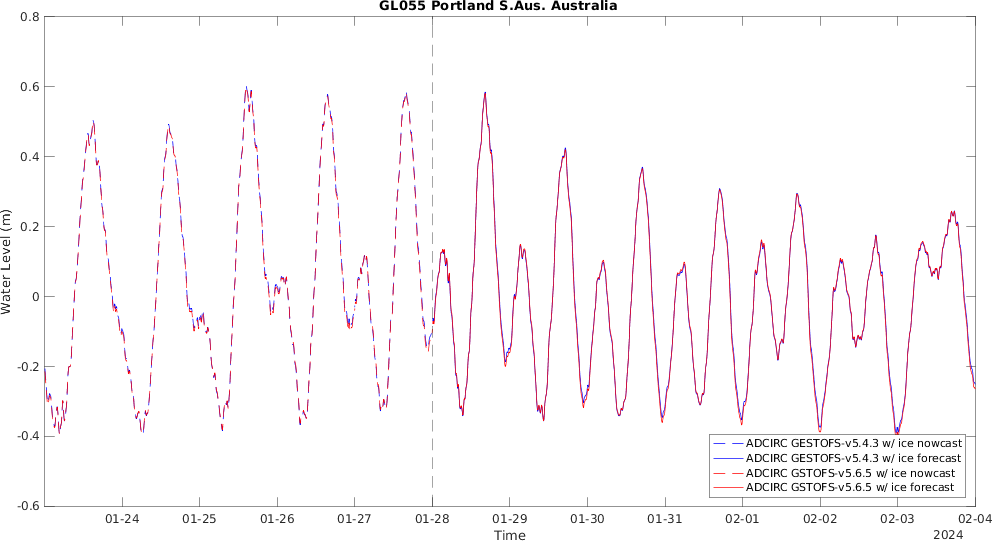 GL055 Portland S.Aus. Australia
0.8
0.6
0.4
0.2
0
-0.2
-0.4
-0.6
Water Level (m)
ADCIRC GESTOFS-v5.4.3 w/ ice nowcast
ADCIRC GESTOFS-v5.4.3 w/ ice forecast
ADCIRC GSTOFS-v5.6.5 w/ ice nowcast
ADCIRC GSTOFS-v5.6.5 w/ ice forecast
01-24 01-25 01-26 01-27 01-28 01-29 01-30 01-31 02-01 02-02 02-03 02-04
Time 2024